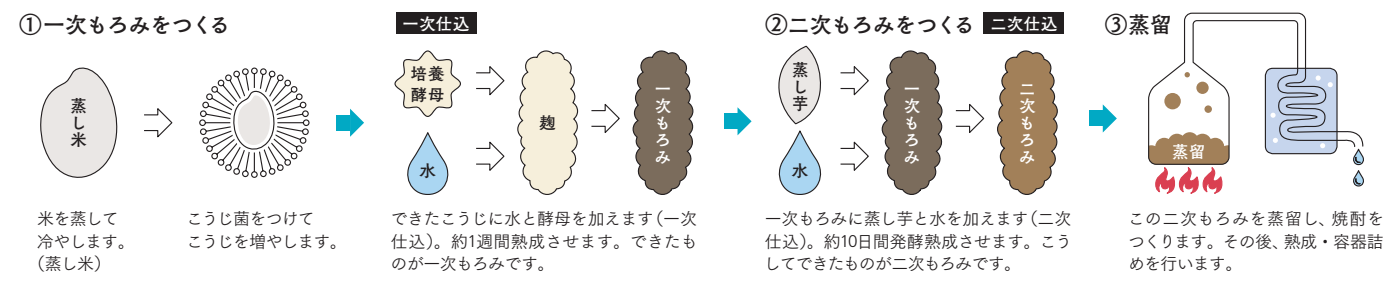 ①一次もろみをつくる
蒸し米
米を蒸して
冷やします。
（蒸し米）
こうじ菌をつけて
こうじを増やします。
一次仕込
培養
酵母
水
麹
一次もろみ
できたこうじに水と酵母を加えます（一次
仕込）。約1週間熟成させます。できたも
のが一次もろみです。
②二次もろみをつくる 二次仕込
蒸し芋
水
一次もろみ
二次もろみ
一次もろみに蒸し芋と水を加えます（二次
仕込）。約10日間発酵熟成させます。こう
してできたものが二次もろみです。
③蒸留
蒸留
この二次もろみを蒸留し、焼酎を
つくります。その後、熟成・容器詰
めを行います。